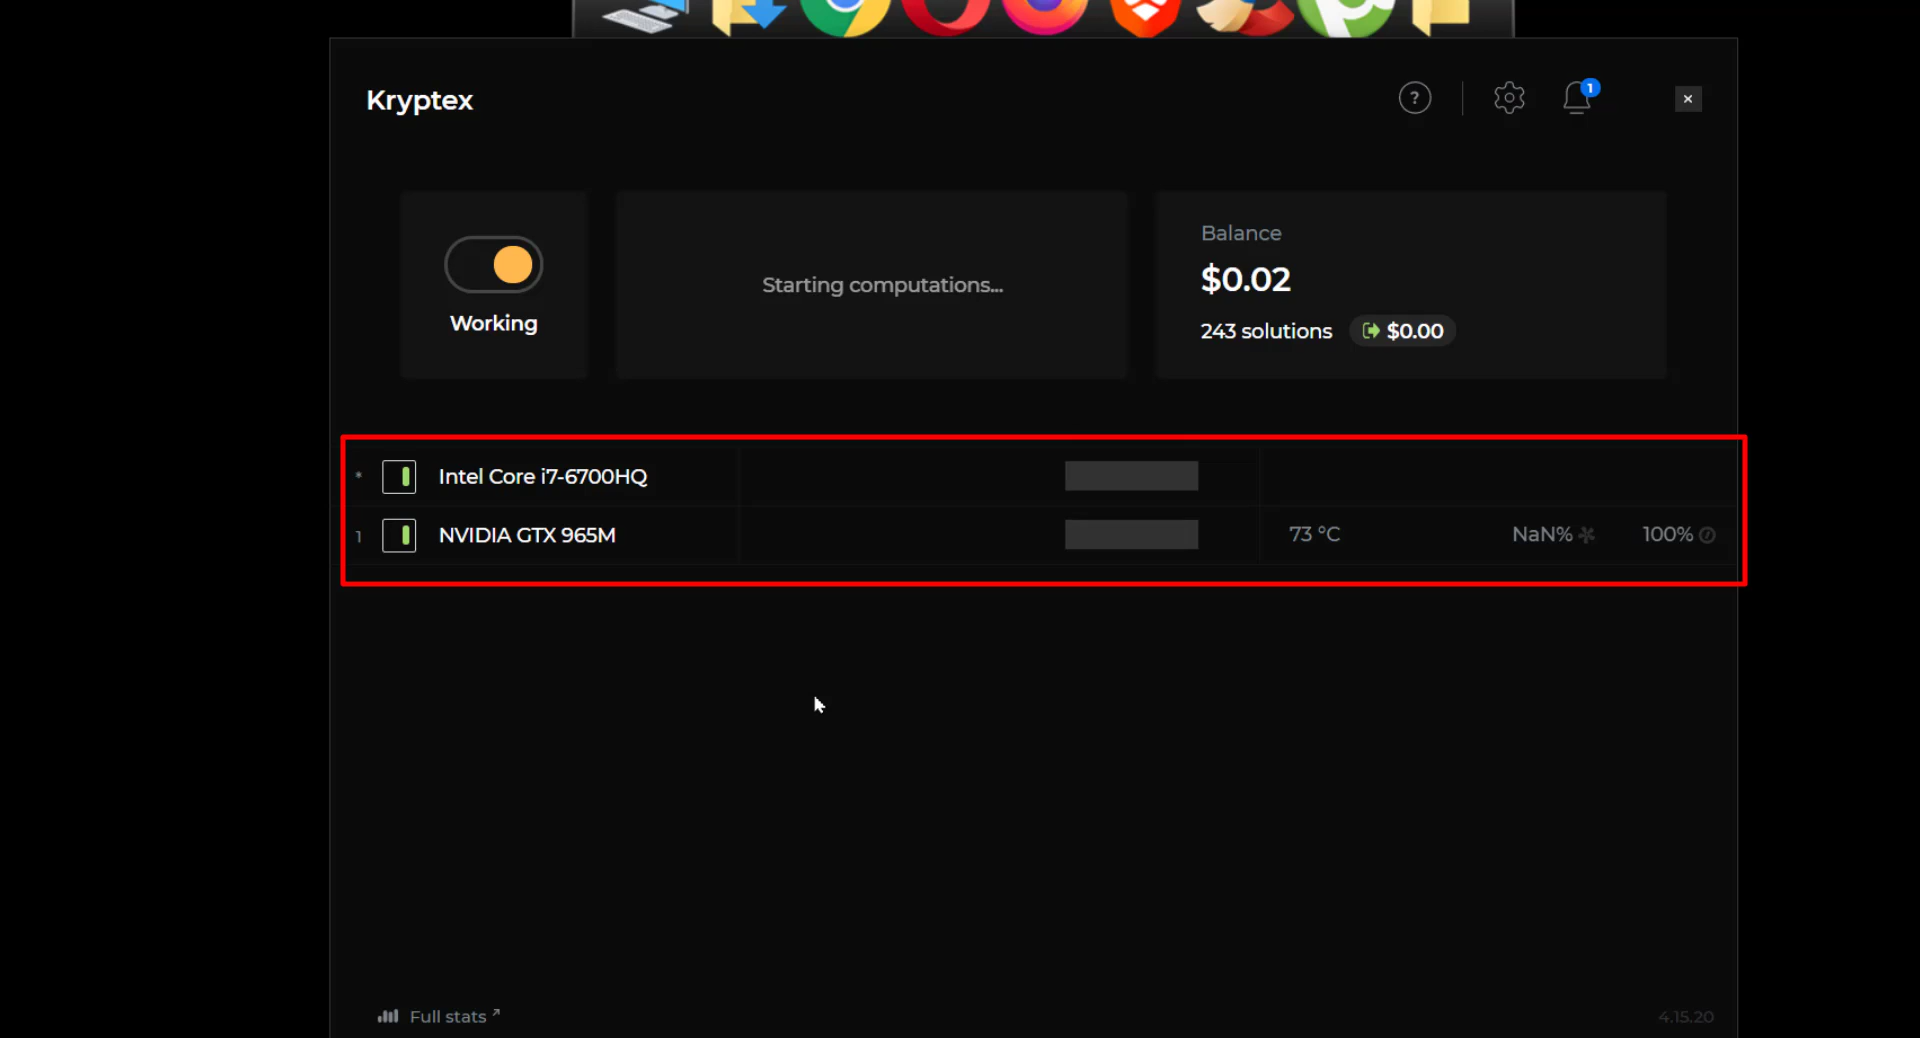 Kryptex
?
1
Working
Starting computations...
Balance
$0.02
243 solutions $0.00
* Intel Core i7-6700HQ
1 NVIDIA GTX 965M 73 °C NaN% 100%
Full stats ↗ 4.15.20